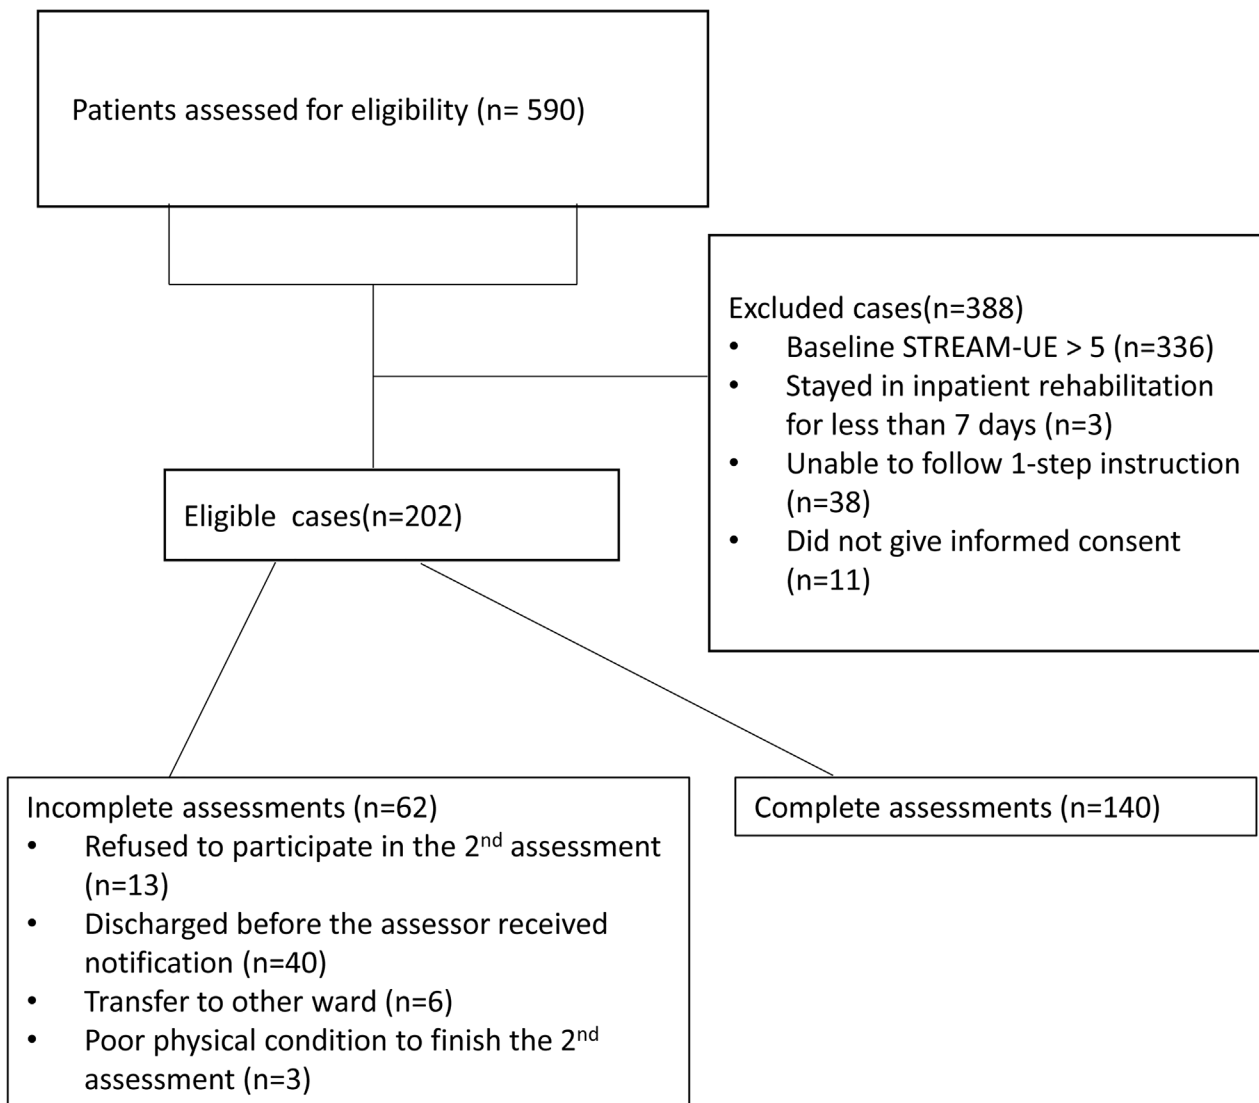 Patients assessed for eligibility (n= 590)
Excluded cases(n=388)
• Baseline STREAM-UE > 5 (n=336)
• Stayed in inpatient rehabilitation
for less than 7 days (n=3)
• Unable to follow 1-step instruction
(n=38)
• Did not give informed consent
(n=11)
Eligible  cases(n=202)
Incomplete assessments (n=62)
• Refused to participate in the 2nd assessment
(n=13)
• Discharged before the assessor received
notification (n=40)
• Transfer to other ward (n=6)
• Poor physical condition to finish the 2nd
assessment (n=3)
Complete assessments (n=140)